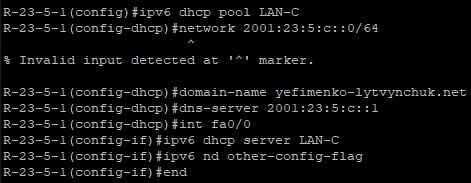 R-23-5-1(config)#ipv6 dhcp pool LAN-C
R-23-5-1(config-dhcp)#network 2001:23:5:c::0/64
^
% Invalid input detected at '^' marker.
R-23-5-1(config-dhcp)#domain-name yefimenko-lytvynchuk.net
R-23-5-1(config-dhcp)#dns-server 2001:23:5:c::1
R-23-5-1(config-dhcp)#int fa0/0
R-23-5-1(config-if)#ipv6 dhcp server LAN-C
R-23-5-1(config-if)#ipv6 nd other-config-flag
R-23-5-1(config-if)#end